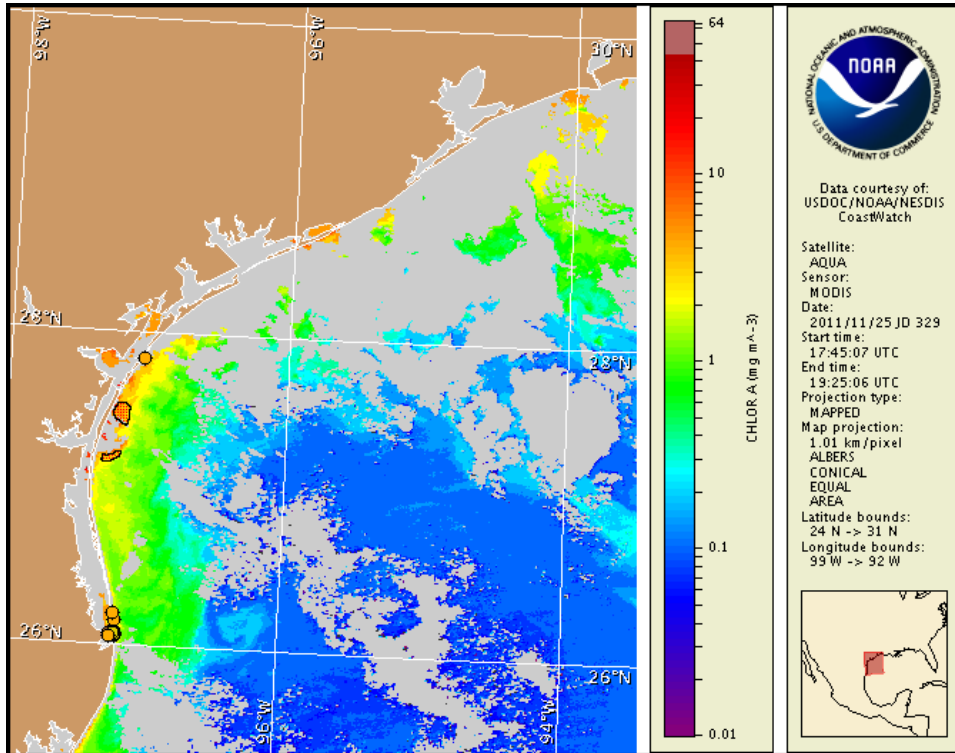 98°W
96°W
30°N
28°N
28°N
26°N
26°N
96°W
94°W
64
10
1
0.1
0.01
CHLOR A (mg m^-3)
NATIONAL OCEANIC AND ATMOSPHERIC ADMINISTRATION
NOAA
U.S. DEPARTMENT OF COMMERCE
Data courtesy of:
USDOC/NOAA/NESDIS
CoastWatch
Satellite:
AQUA
Sensor:
MODIS
Date:
2011/11/25 JD 329
Start time:
17:45:07 UTC
End time:
19:25:06 UTC
Projection type:
MAPPED
Map projection:
1.01 km/pixel
ALBERS
CONICAL
EQUAL
AREA
Latitude bounds:
24 N -> 31 N
Longitude bounds:
99 W -> 92 W